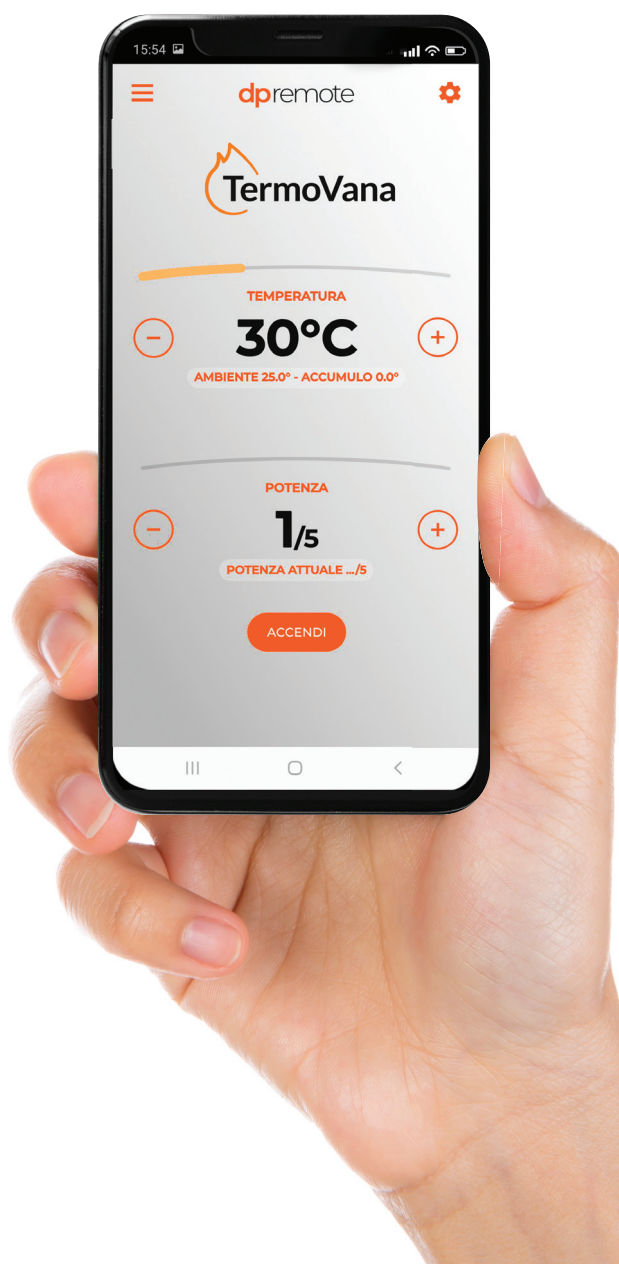 15:54
dpremote
TermoVana
TEMPERATURA
30°C
AMBIENTE 25.0° - ACCUMULO 0.0°
POTENZA
1/5
POTENZA ATTUALE .../5
ACCENDI